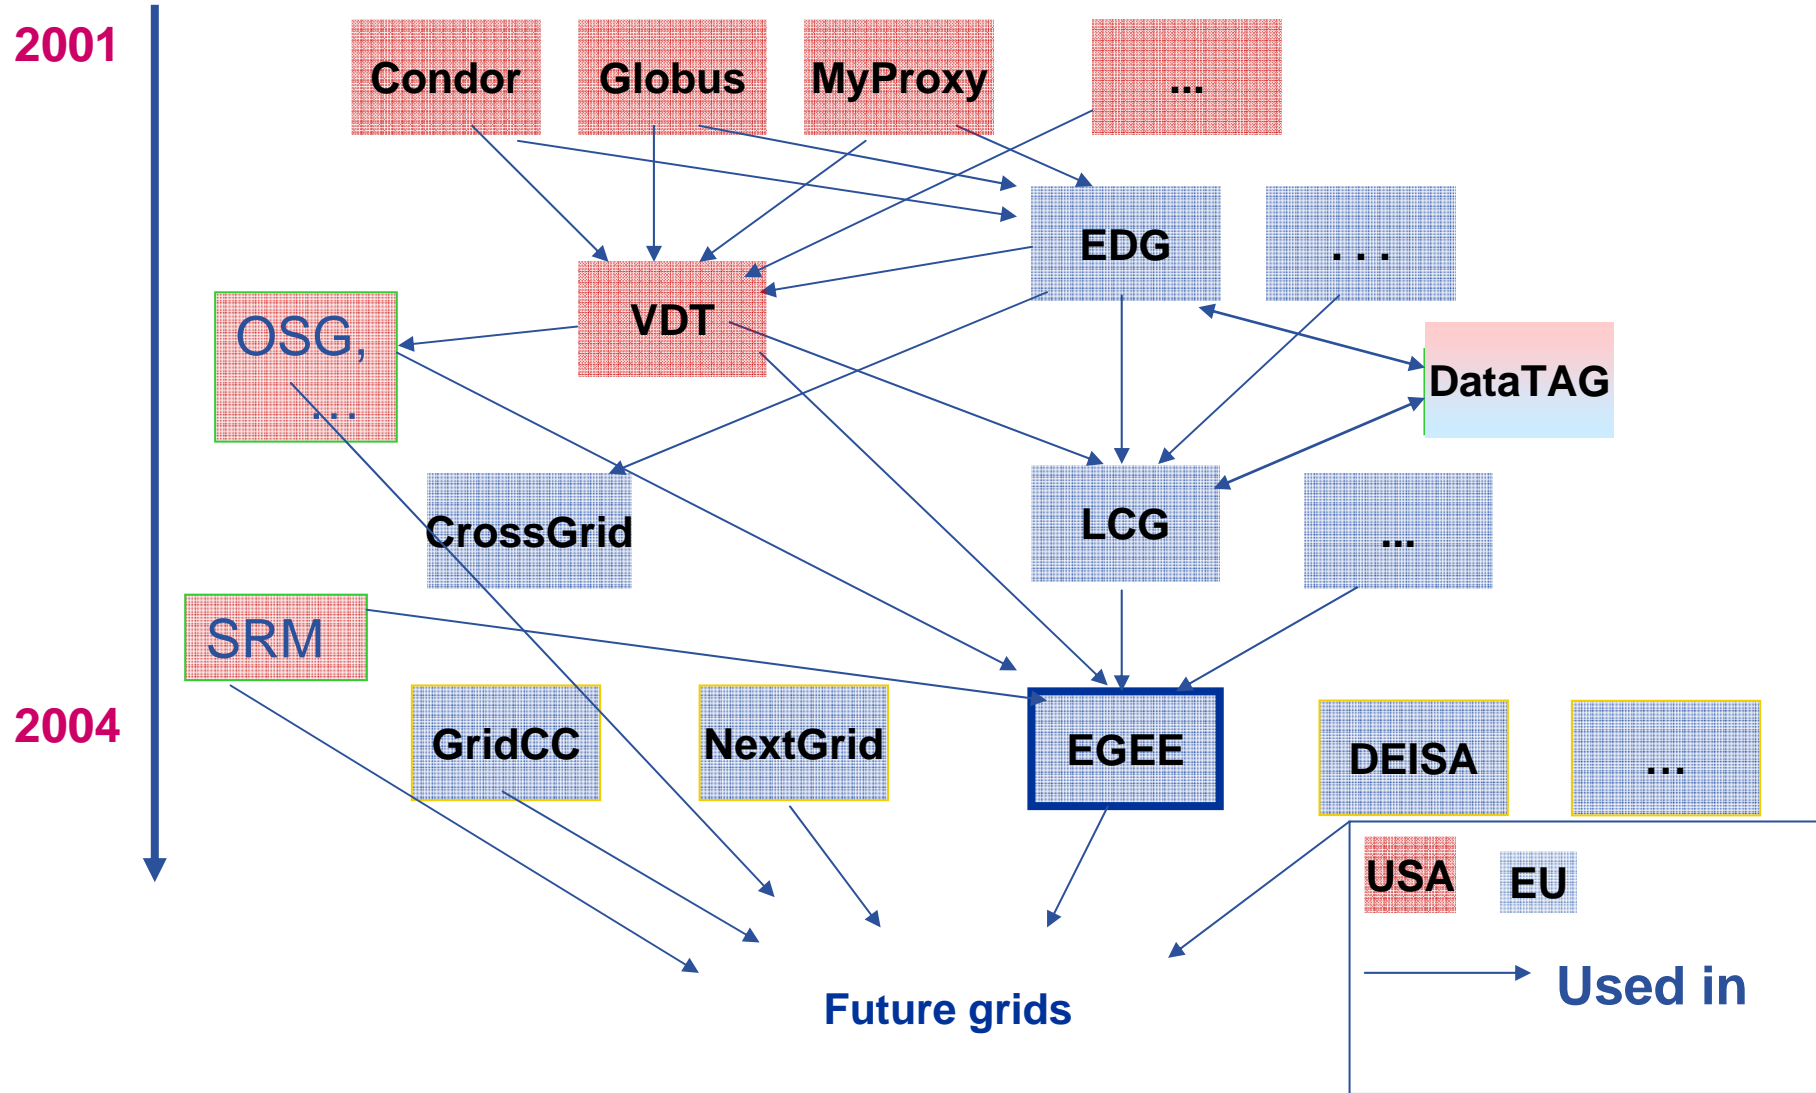 2001
Condor
Globus
MyProxy
...
EDG
. . .
VDT
OSG,
...
DataTAG
CrossGrid
LCG
...
SRM
2004
GridCC
NextGrid
EGEE
DEISA
...
USA
EU
Used in
Future grids